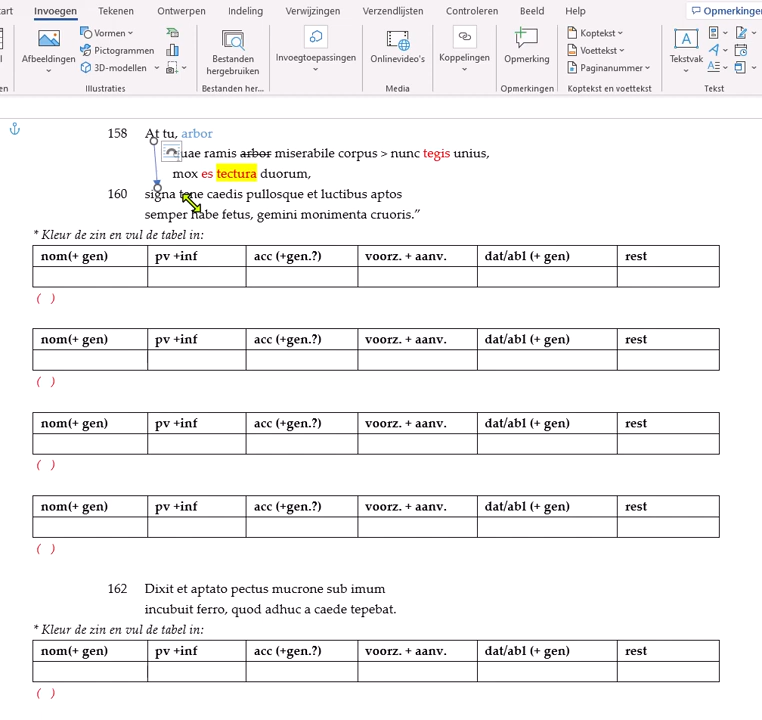 art Invoegen Tekenen Ontwerpen Indeling Verwijzingen Verzendlijsten Controleren Beeld Help Opmerkingen
Afbeeldingen
Vormen
Pictogrammen
3D-modellen
Illustraties
Bestanden hergebruiken
Bestanden her...
Invoegtoepassingen
Onlinevideo's
Media
Koppelingen
Opmerking
Opmerkingen
Koptekst
Voettekst
Paginanummer
Koptekst en voettekst
Tekstvak
Tekst
158 At tu, arbor
uae ramis arbor miserabile corpus > nunc tegis unius,
mox es tectura duorum,
160 signa tene caedis pullosque et luctibus aptos
semper habe fetus, gemini monimenta cruoris.”
* Kleur de zin en vul de tabel in:
nom(+ gen) pv +inf acc (+gen.?) voorz. + aanv. dat/abl (+ gen) rest
( )
nom(+ gen) pv +inf acc (+gen.?) voorz. + aanv. dat/abl (+ gen) rest
( )
nom(+ gen) pv +inf acc (+gen.?) voorz. + aanv. dat/abl (+ gen) rest
( )
nom(+ gen) pv +inf acc (+gen.?) voorz. + aanv. dat/abl (+ gen) rest
( )
162 Dixit et aptato pectus mucrone sub imum
incubuit ferro, quod adhuc a caede tepebat.
* Kleur de zin en vul de tabel in:
nom(+ gen) pv +inf acc (+gen.?) voorz. + aanv. dat/abl (+ gen) rest
( )